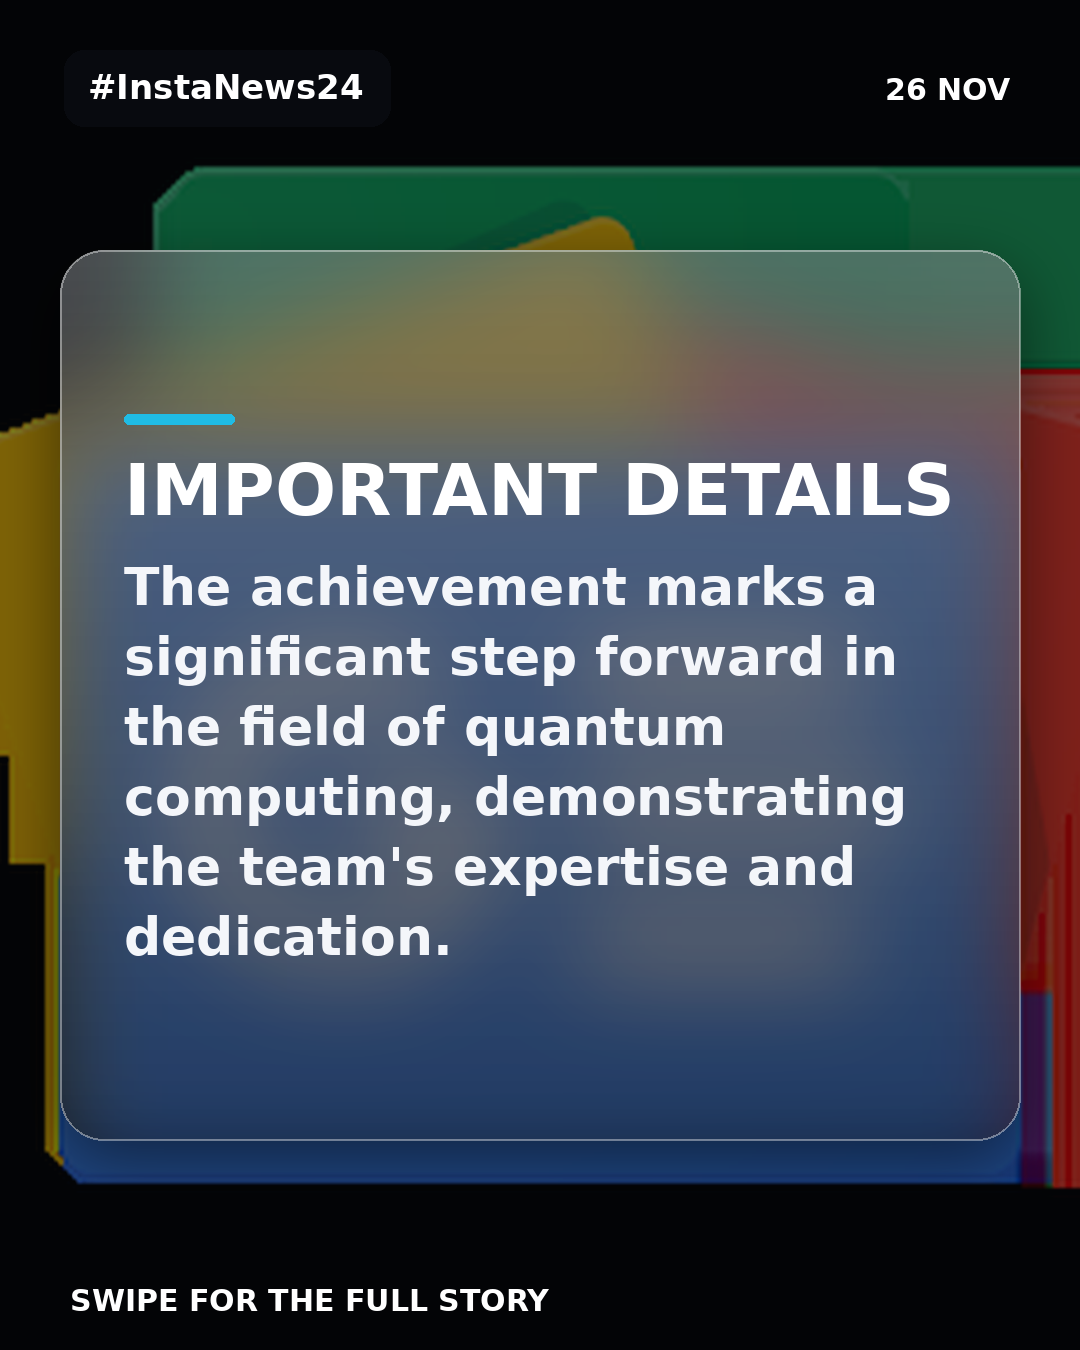 #InstaNews24
26 NOV
IMPORTANT DETAILS
The achievement marks a
significant step forward in
the field of quantum
computing, demonstrating
the team's expertise and
dedication.
SWIPE FOR THE FULL STORY